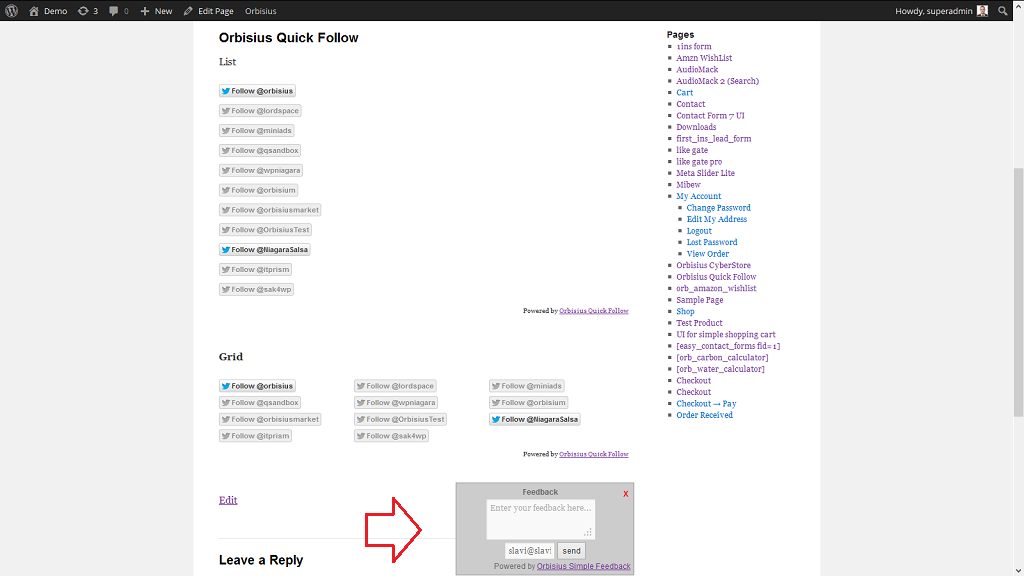 Demo 3 0 New Edit Page Orbisius Howdy, superadmin
Orbisius Quick Follow
List
Follow @orbisius
Follow @lordspace
Follow @miniads
Follow @qsandbox
Follow @wpniagara
Follow @orbisium
Follow @orbisiusmarket
Follow @OrbisiusTest
Follow @NiagaraSalsa
Follow @itprism
Follow @sak4wp
Powered by Orbisius Quick Follow
Grid
Follow @orbisius Follow @lordspace Follow @miniads
Follow @qsandbox Follow @wpniagara Follow @orbisium
Follow @orbisiusmarket Follow @OrbisiusTest Follow @NiagaraSalsa
Follow @itprism Follow @sak4wp
Powered by Orbisius Quick Follow
Edit
Leave a Reply
Feedback X
Enter your feedback here...
slavi@slavi send
Powered by Orbisius Simple Feedback
Pages
1ins form
Amzn WishList
AudioMack
AudioMack 2 (Search)
Cart
Contact
Contact Form 7 UI
Downloads
first_ins_lead_form
like gate
like gate pro
Meta Slider Lite
Mibew
My Account
Change Password
Edit My Address
Logout
Lost Password
View Order
Orbisius CyberStore
Orbisius Quick Follow
orb_amazon_wishlist
Sample Page
Shop
Test Product
UI for simple shopping cart
[easy_contact_forms fid=1]
[orb_carbon_calculator]
[orb_water_calculator]
Checkout
Checkout
Checkout → Pay
Order Received